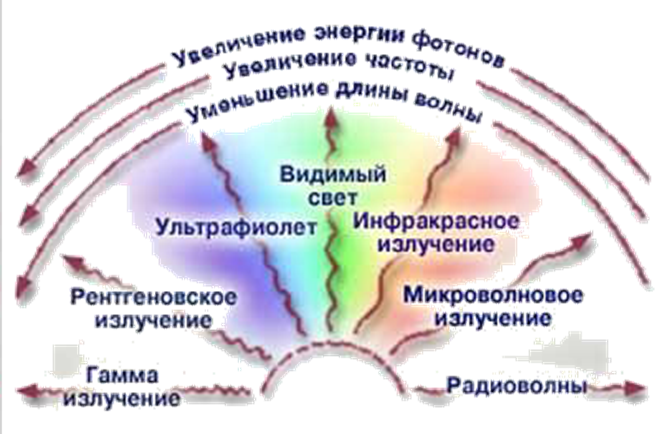 Увеличение энергии фотонов
Увеличение частоты
Уменьшение длины волны
Видимый
свет
Ультрафиолет
Инфракрасное
излучение
Рентгеновское
излучение
Микроволновое
излучение
Гамма
излучение
Радиоволны